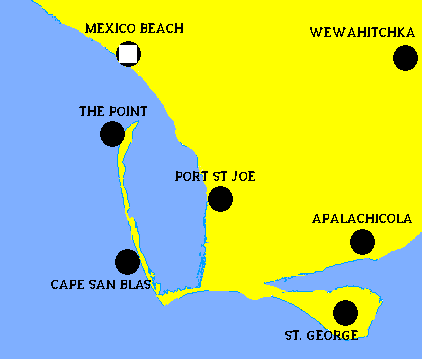 MEXICO BEACH
WEWAHITCHKA
THE POINT
PORT ST JOE
APALACHICOLA
CAPE SAN BLAS
ST. GEORGE